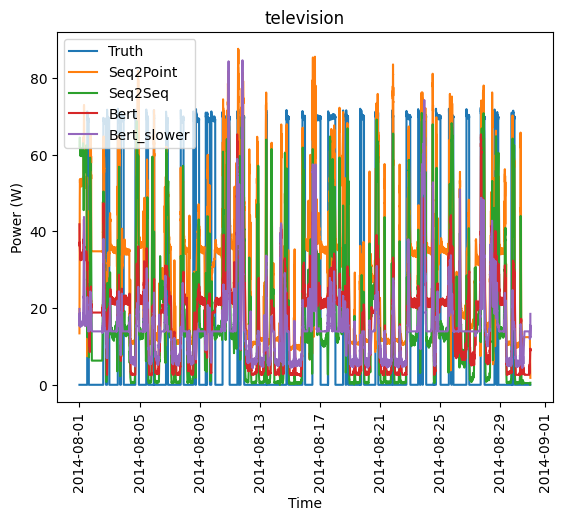 television
Truth
Seq2Point
Seq2Seq
Bert
Bert_slower
Power (W)
80
60
40
20
0
2014-08-01
2014-08-05
2014-08-09
2014-08-13
2014-08-17
2014-08-21
2014-08-25
2014-08-29
2014-09-01
Time